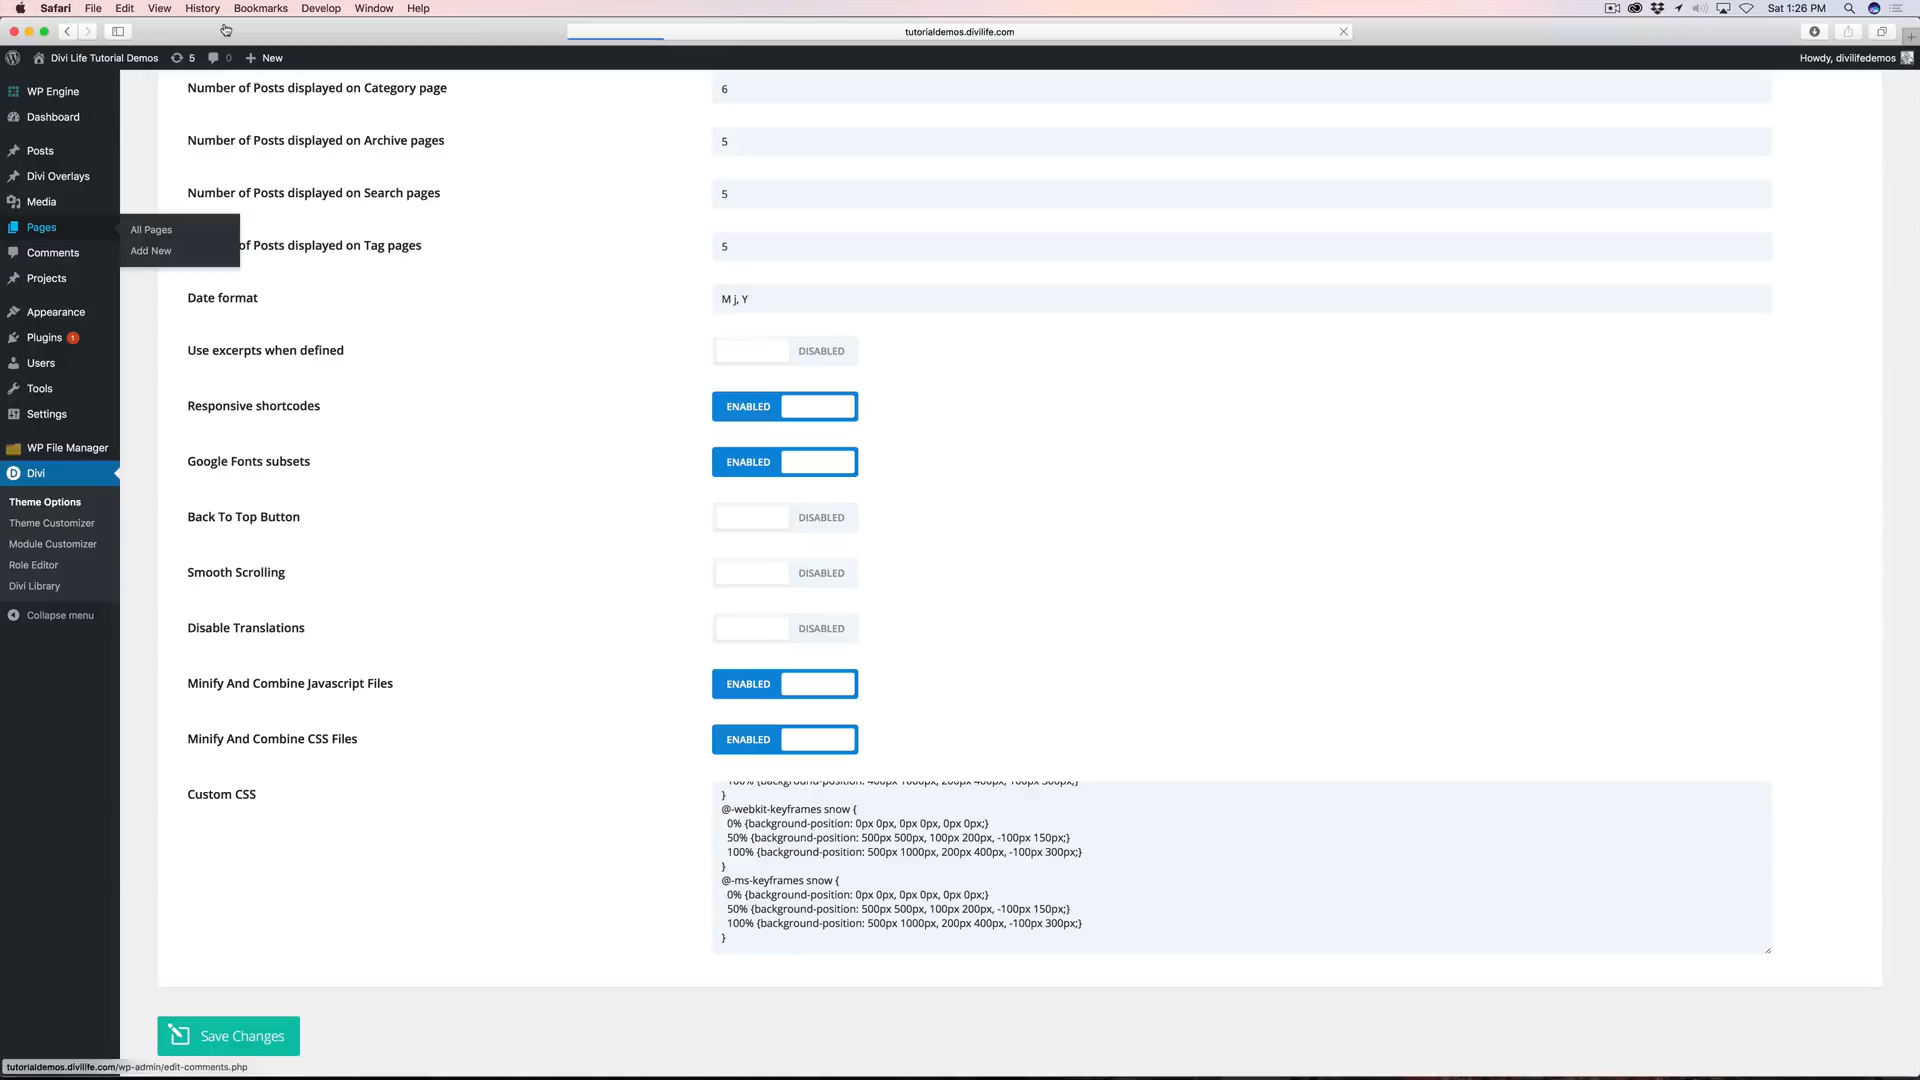 Safari File Edit View History Bookmarks Develop Window Help Sat 1:26 PM
tutorialdemos.divilife.com
Divi Life Tutorial Demos 5 0 New Howdy, divilifedemos
WP Engine
Dashboard
Posts
Divi Overlays
Media
Pages
All Pages
Add New
Comments
Projects
Appearance
Plugins 1
Users
Tools
Settings
WP File Manager
Divi
Theme Options
Theme Customizer
Module Customizer
Role Editor
Divi Library
Collapse menu
Number of Posts displayed on Category page 6
Number of Posts displayed on Archive pages 5
Number of Posts displayed on Search pages 5
of Posts displayed on Tag pages 5
Date format M j, Y
Use excerpts when defined DISABLED
Responsive shortcodes ENABLED
Google Fonts subsets ENABLED
Back To Top Button DISABLED
Smooth Scrolling DISABLED
Disable Translations DISABLED
Minify And Combine Javascript Files ENABLED
Minify And Combine CSS Files ENABLED
Custom CSS
100% {background-position: 400px 1000px, 200px 400px, 100px 300px;}
}
@-webkit-keyframes snow {
0% {background-position: 0px 0px, 0px 0px, 0px 0px;}
50% {background-position: 500px 500px, 100px 200px, -100px 150px;}
100% {background-position: 500px 1000px, 200px 400px, -100px 300px;}
}
@-ms-keyframes snow {
0% {background-position: 0px 0px, 0px 0px, 0px 0px;}
50% {background-position: 500px 500px, 100px 200px, -100px 150px;}
100% {background-position: 500px 1000px, 200px 400px, -100px 300px;}
}
Save Changes
tutorialdemos.divilife.com/wp-admin/edit-comments.php